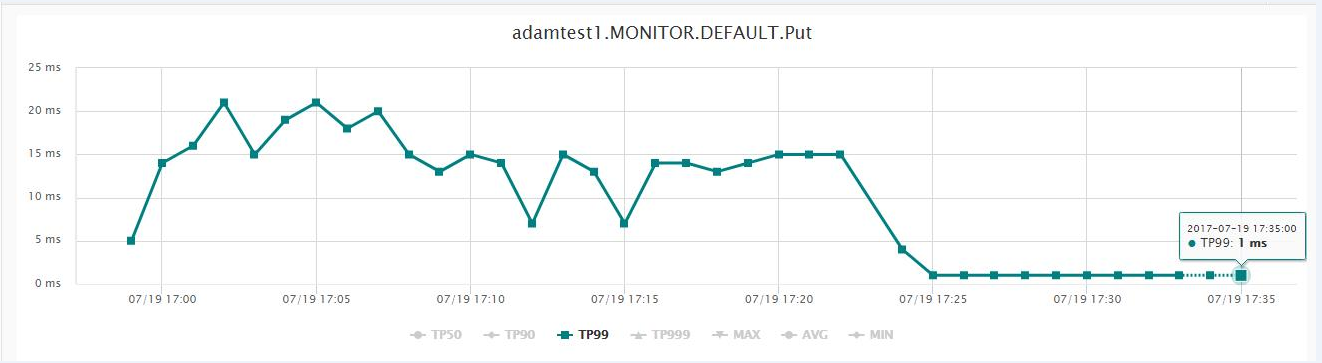 adamtest1.MONITOR.DEFAULT.Put
25 ms
20 ms
15 ms
10 ms
5 ms
0 ms
2017-07-19 17:35:00
TP99: 1 ms
07/19 17:00 07/19 17:05 07/19 17:10 07/19 17:15 07/19 17:20 07/19 17:25 07/19 17:30 07/19 17:35
TP50 TP90 TP99 TP999 MAX AVG MIN